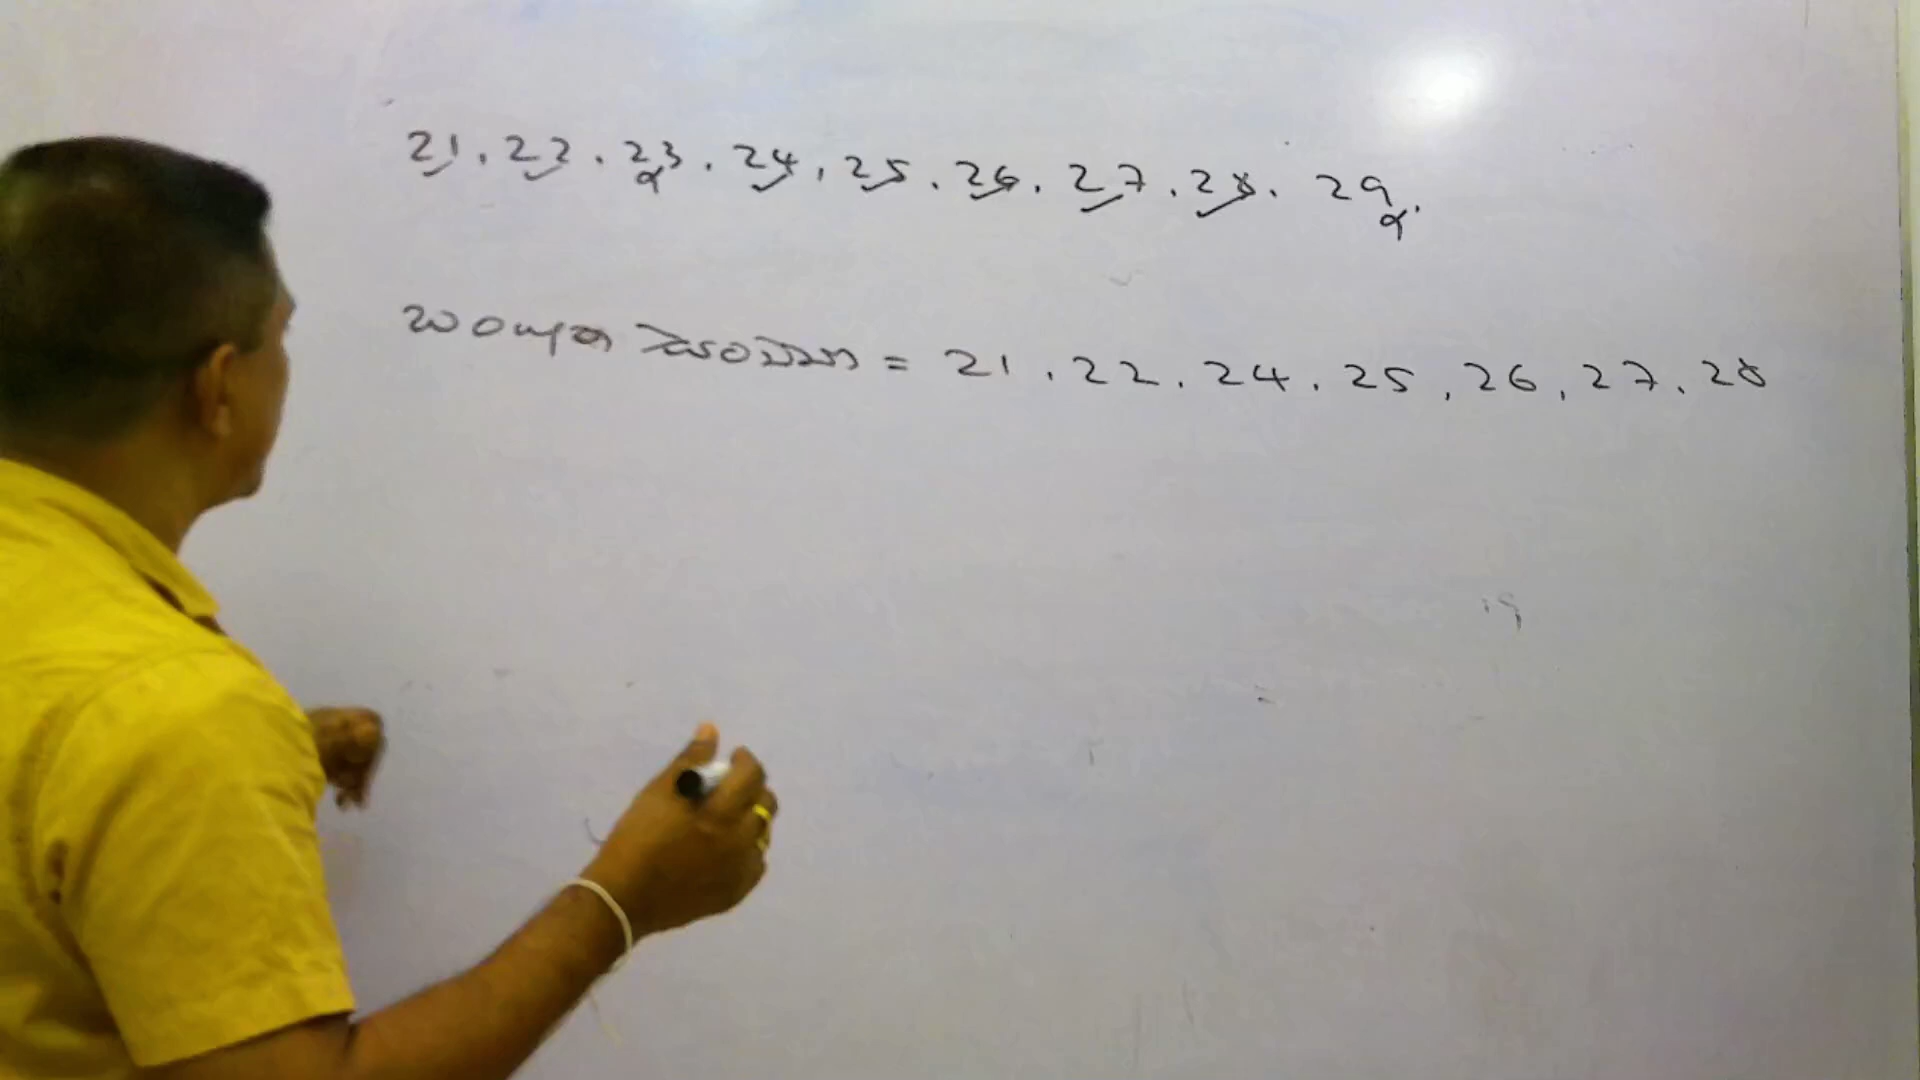 21, 22, 23, 24, 25, 26, 27, 28, 29.
සංයුක්ත සංඛ්‍යා = 21, 22, 24, 25, 26, 27, 28